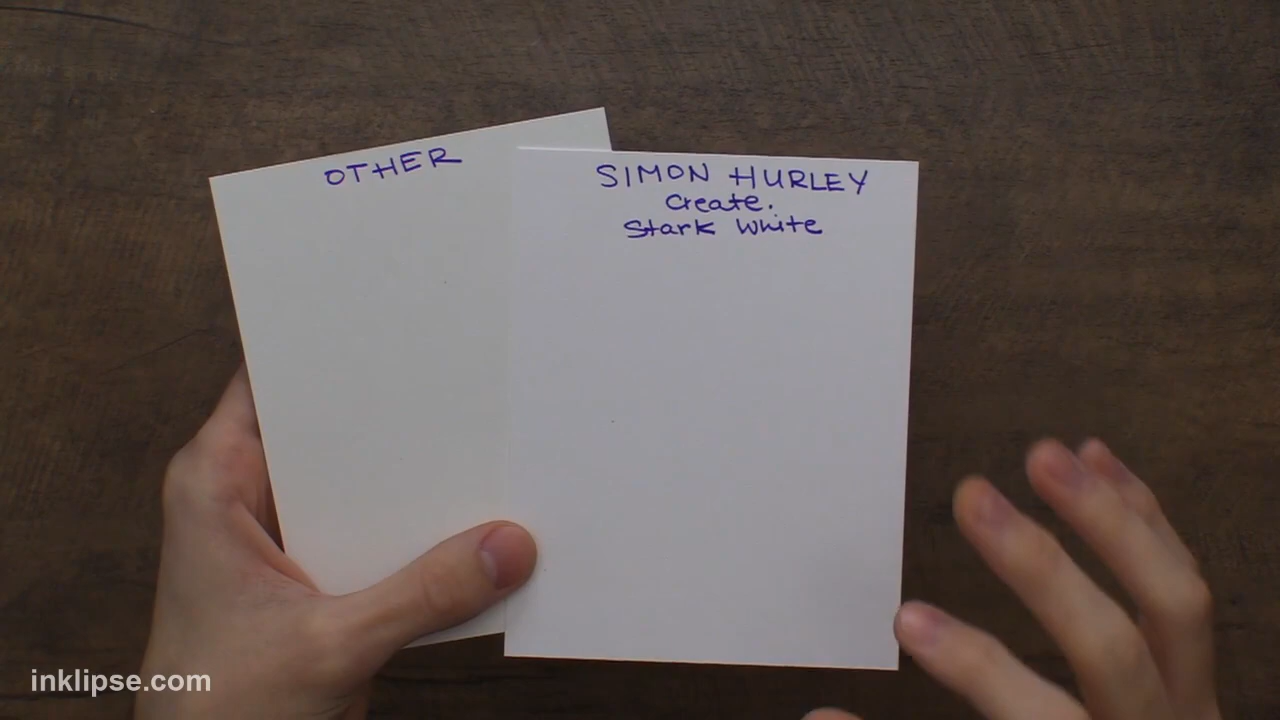 OTHER
SIMON HURLEY
create.
Stark White
inklipse.com